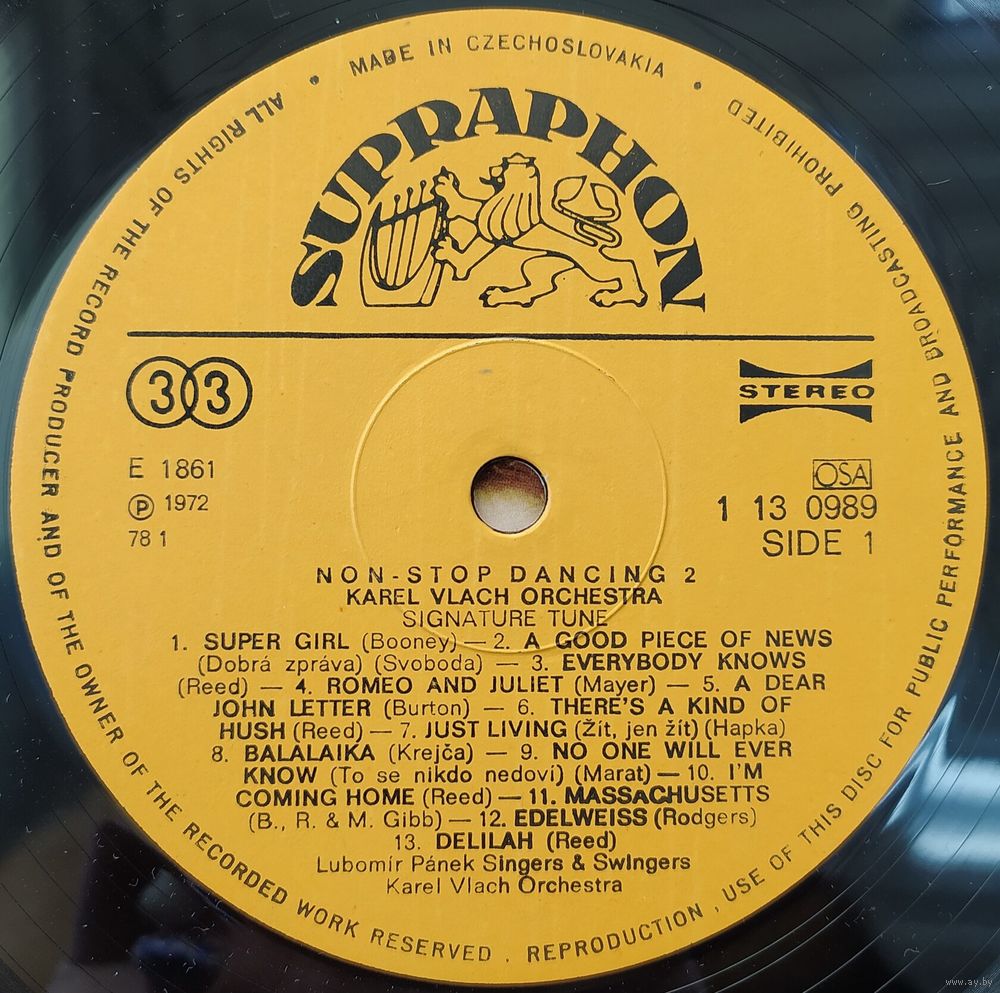 MADE IN CZECHOSLOVAKIA
ALL RIGHTS OF THE RECORD PRODUCER AND OF THE OWNER OF THE RECORDED WORK RESERVED . REPRODUCTION , USE OF THIS DISC FOR PUBLIC PERFORMANCE AND BROADCASTING PROHIBITED
SUPRAPHON
33
STEREO
E 1861
OSA
Ⓟ 1972
1 13 0989
78 1
SIDE 1
NON-STOP DANCING 2
KAREL VLACH ORCHESTRA
SIGNATURE TUNE
1. SUPER GIRL (Booney) — 2. A GOOD PIECE OF NEWS
(Dobrá zpráva) (Svoboda) — 3. EVERYBODY KNOWS
(Reed) — 4. ROMEO AND JULIET (Mayer) — 5. A DEAR
JOHN LETTER (Burton) — 6. THERE'S A KIND OF
HUSH (Reed) — 7. JUST LIVING (Žít, jen žít) (Hapka)
8. BALALAIKA (Krejča) — 9. NO ONE WILL EVER
KNOW (To se nikdo nedoví) (Marat) — 10. I'M
COMING HOME (Reed) — 11. MASSACHUSETTS
(B., R. & M. Gibb) — 12. EDELWEISS (Rodgers)
13. DELILAH (Reed)
Lubomír Pánek Singers & Swingers
Karel Vlach Orchestra
www.ay.by